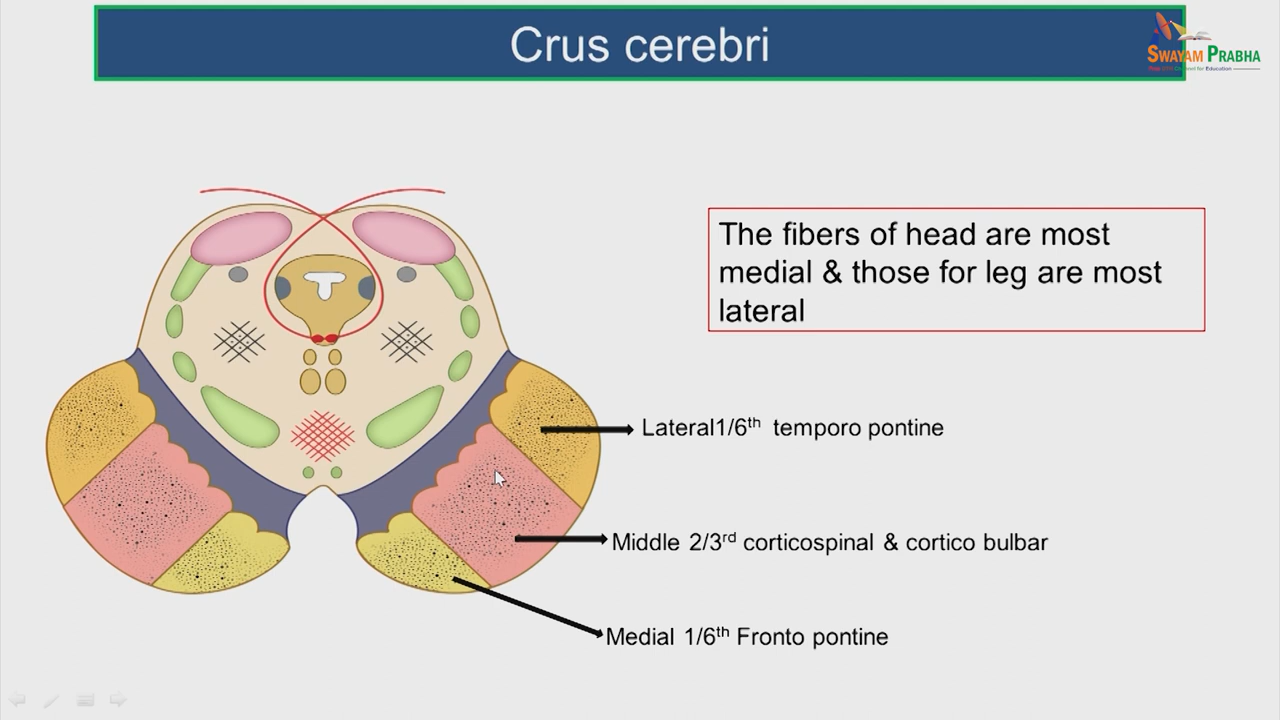 Crus cerebri
SWAYAM PRABHA
The fibers of head are most
medial & those for leg are most
lateral
Lateral1/6th temporo pontine
Middle 2/3rd corticospinal & cortico bulbar
Medial 1/6th Fronto pontine